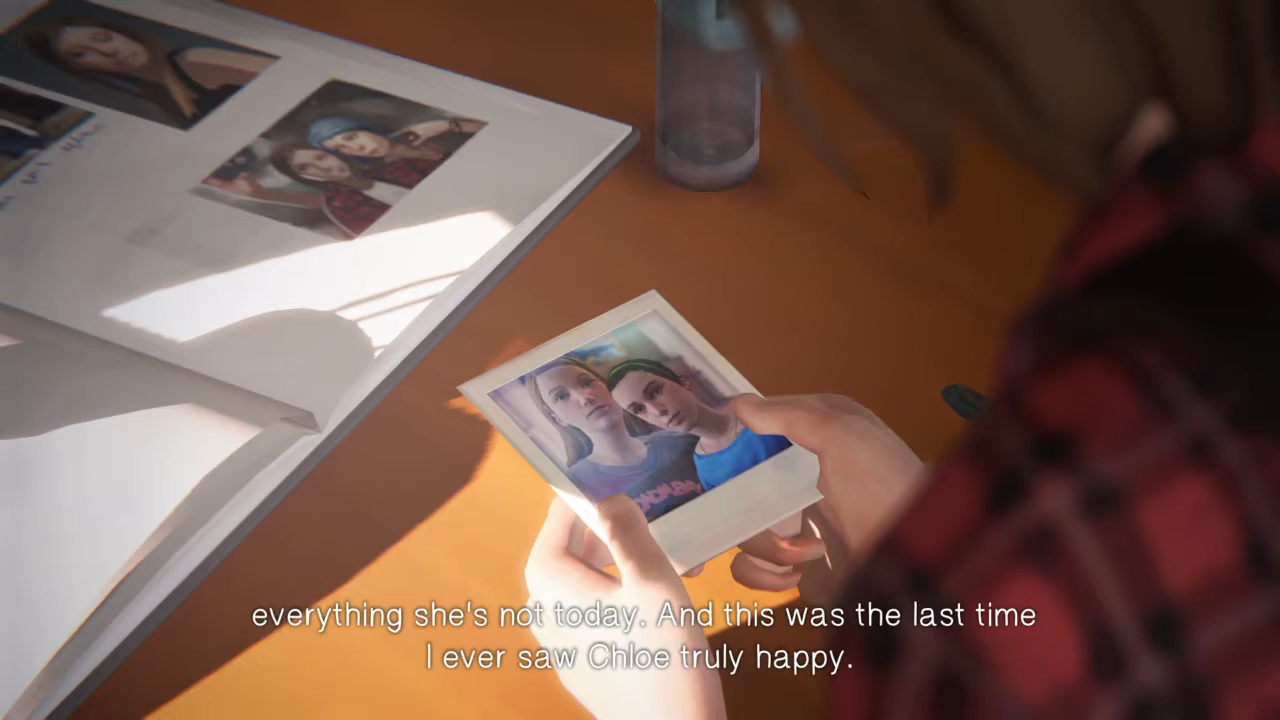 everything she's not today. And this was the last time
I ever saw Chloe truly happy.